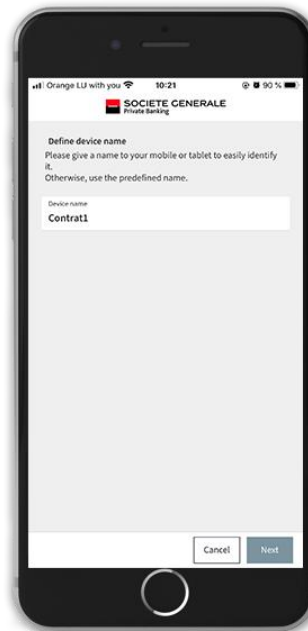 Orange LU with you 10:21 90 %
SOCIETE GENERALE
Private Banking
Define device name
Please give a name to your mobile or tablet to easily identify
it.
Otherwise, use the predefined name.
Device name
Contrat1
Cancel Next